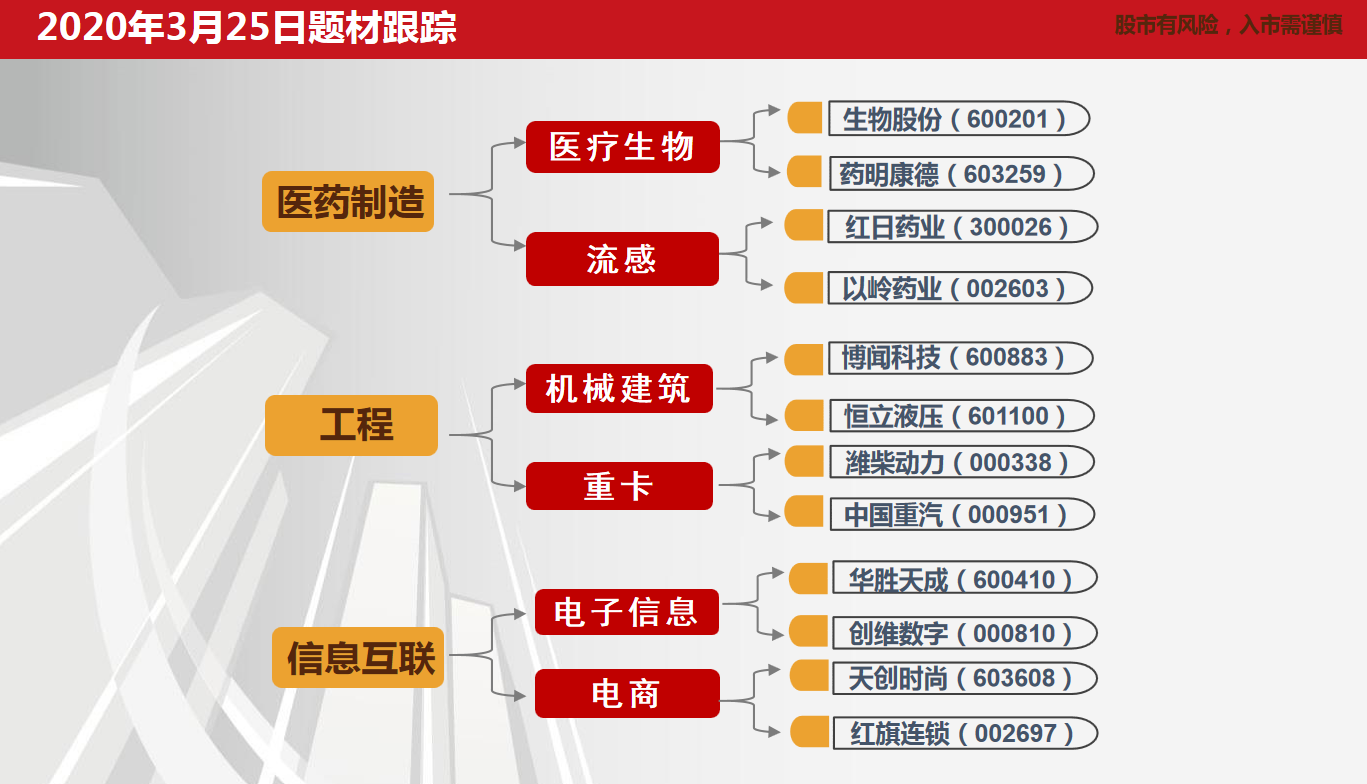 2020年3月25日题材跟踪
股市有风险，入市需谨慎
医药制造
医疗生物
生物股份（600201）
药明康德（603259）
流感
红日药业（300026）
以岭药业（002603）
工程
机械建筑
博闻科技（600883）
恒立液压（601100）
重卡
潍柴动力（000338）
中国重汽（000951）
信息互联
电子信息
华胜天成（600410）
创维数字（000810）
电商
天创时尚（603608）
红旗连锁（002697）